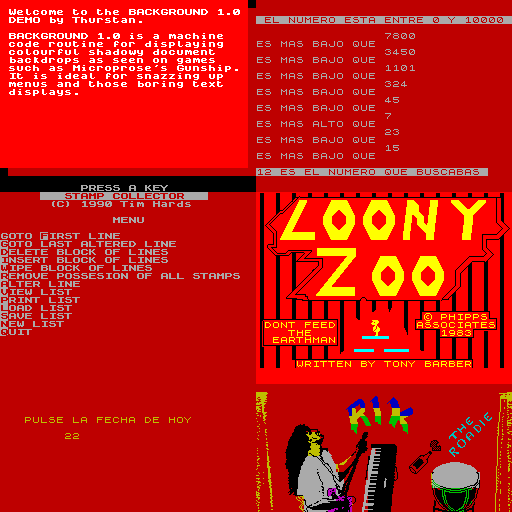 Welcome to the BACKGROUND 1.0
DEMO by Thurstan.
BACKGROUND 1.0 is a machine
code routine for displaying
colourful shadowy document
backdrops as seen on games
such as Microprose's Gunship.
It is ideal for snazzing up
menus and those boring text
displays.
PRESS A KEY
EL NUMERO ESTA ENTRE 0 Y 10000
7800
ES MAS BAJO QUE
3450
ES MAS BAJO QUE
1101
ES MAS BAJO QUE
324
ES MAS BAJO QUE
45
ES MAS BAJO QUE
7
ES MAS ALTO QUE
23
ES MAS BAJO QUE
15
ES MAS BAJO QUE
12 ES EL NUMERO QUE BUSCABAS
STAMP COLLECTOR
(C) 1990 Tim Hards
MENU
GOTO FIRST LINE
GOTO LAST ALTERED LINE
DELETE BLOCK OF LINES
INSERT BLOCK OF LINES
WIPE BLOCK OF LINES
REMOVE POSSESION OF ALL STAMPS
ALTER LINE
VIEW LIST
PRINT LIST
LOAD LIST
SAVE LIST
NEW LIST
QUIT
LOONY
ZOO
DONT FEED
THE
EARTHMAN
© PHIPPS
ASSOCIATES
1983
WRITTEN BY TONY BARBER
PULSE LA FECHA DE HOY
22
RIK
THE
ROADIE